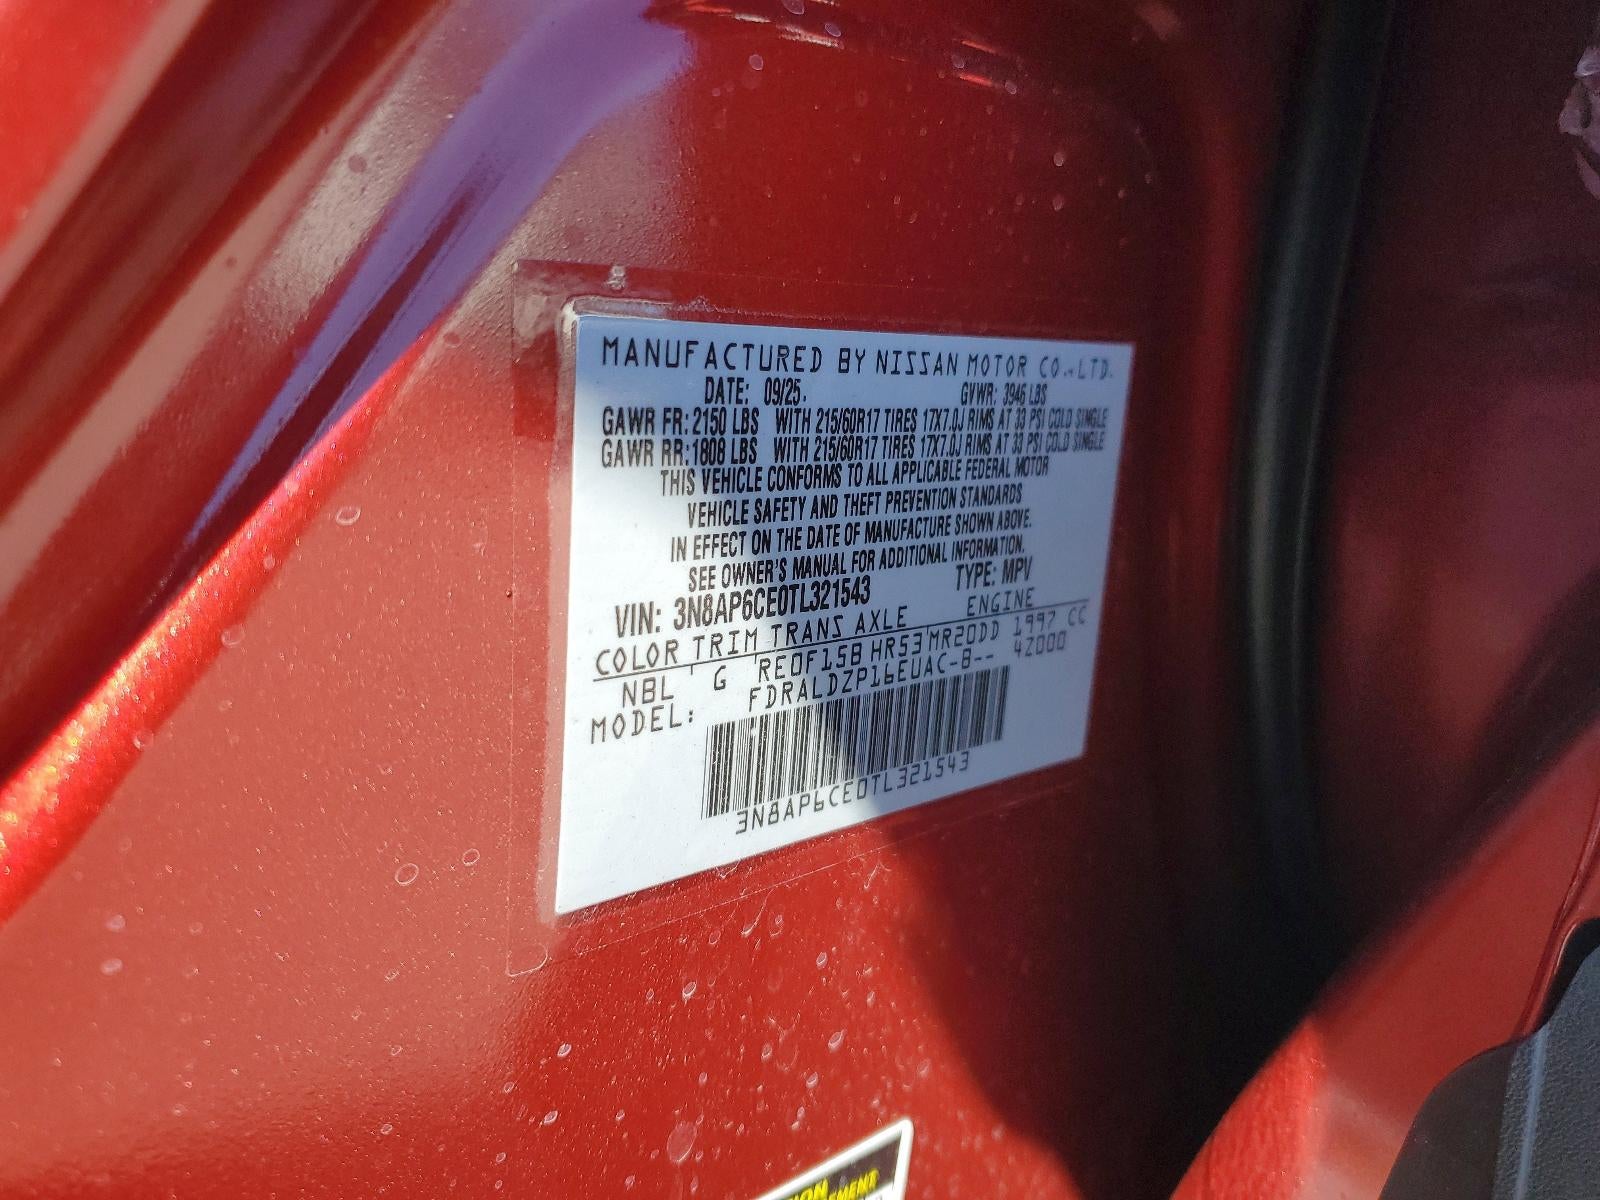 MANUFACTURED BY NISSAN MOTOR CO.,LTD.
DATE: 09/25. GVWR: 3946 LBS
GAWR FR: 2150 LBS WITH 215/60R17 TIRES 17X7.0J RIMS AT 33 PSI COLD SINGLE
GAWR RR: 1808 LBS WITH 215/60R17 TIRES 17X7.0J RIMS AT 33 PSI COLD SINGLE
THIS VEHICLE CONFORMS TO ALL APPLICABLE FEDERAL MOTOR
VEHICLE SAFETY AND THEFT PREVENTION STANDARDS
IN EFFECT ON THE DATE OF MANUFACTURE SHOWN ABOVE.
SEE OWNER'S MANUAL FOR ADDITIONAL INFORMATION.
VIN: 3N8AP6CE0TL321543 TYPE: MPV
COLOR TRIM TRANS AXLE ENGINE
NBL G RE0F15B HR53 MR20DD 1997 CC
MODEL: FDRALDZP16EUAC-B-- 4Z000
3N8AP6CE0TL321543